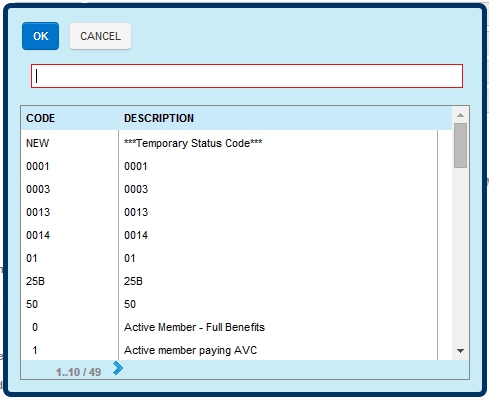 OK CANCEL
CODE DESCRIPTION
NEW ***Temporary Status Code***
0001 0001
0003 0003
0013 0013
0014 0014
01 01
25B 25B
50 50
0 Active Member - Full Benefits
1 Active member paying AVC
1..10 / 49